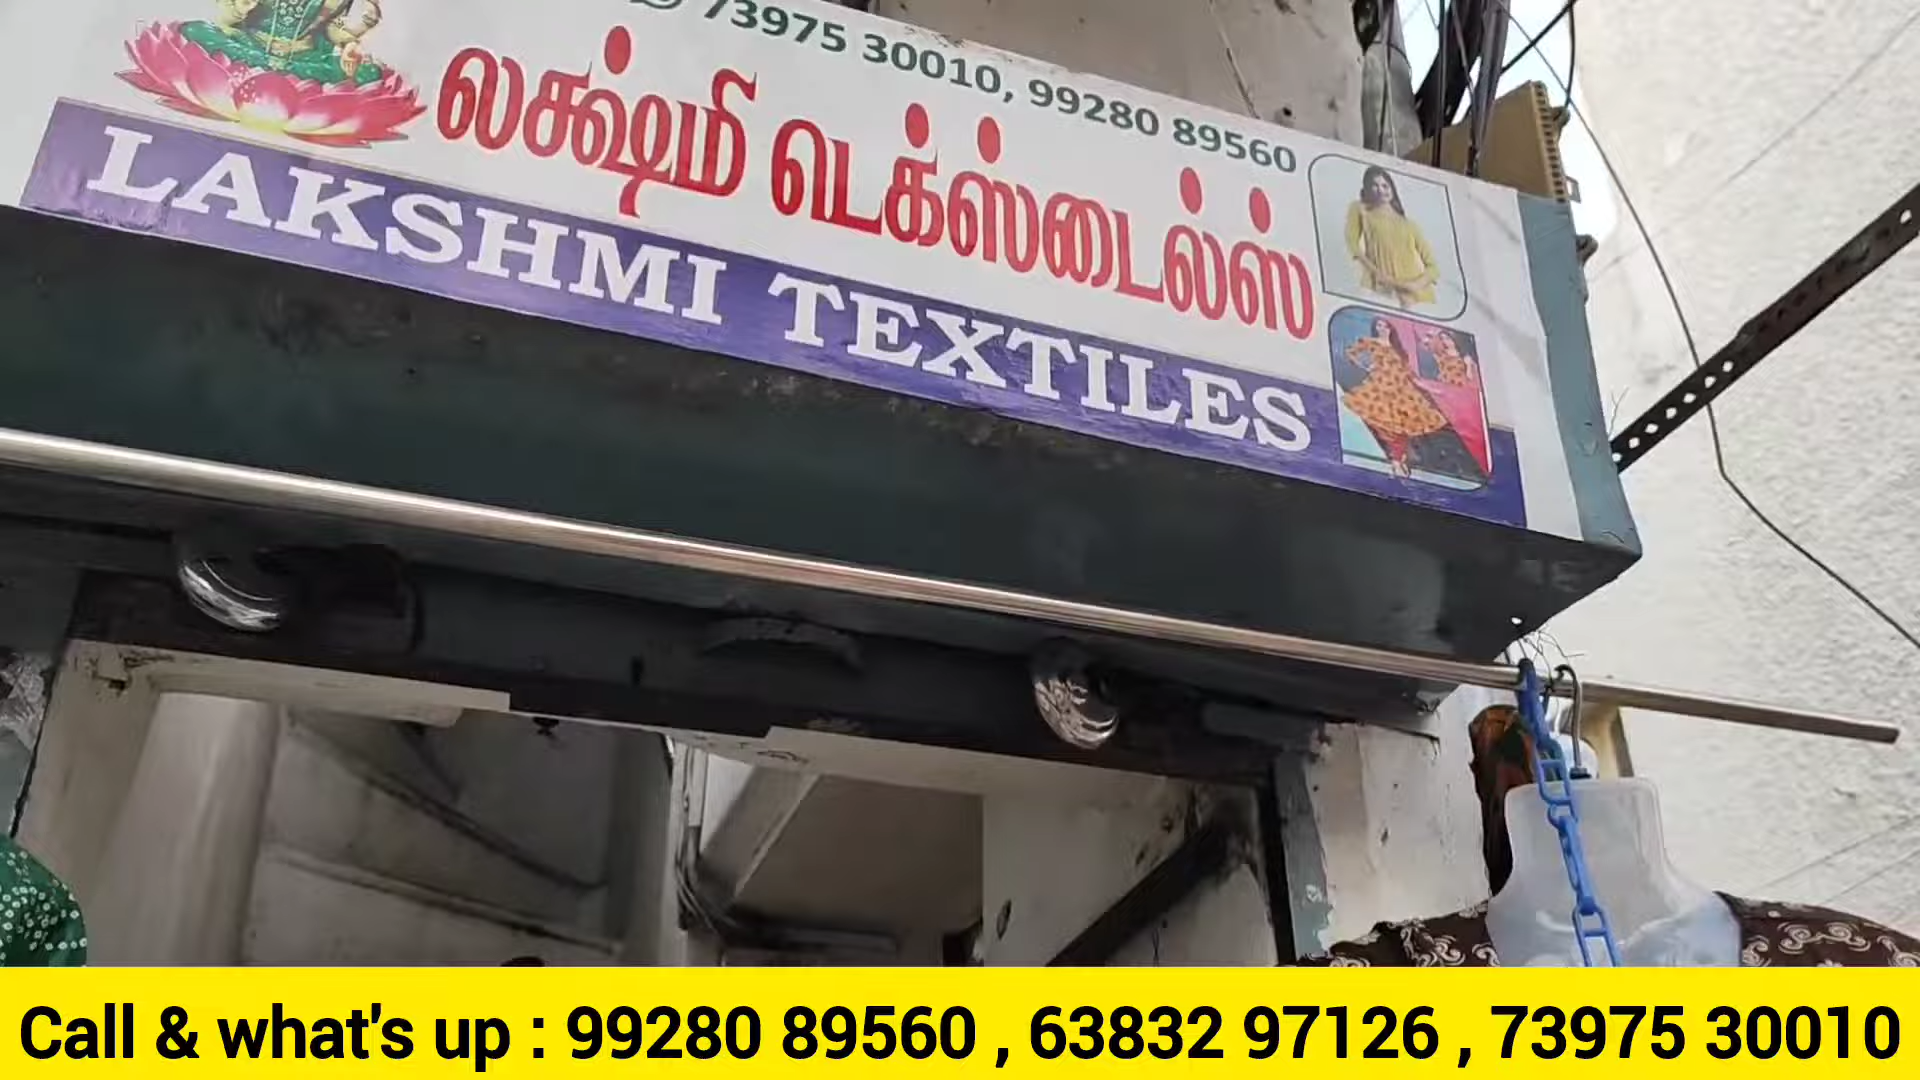 73975 30010, 99280 89560
லக்ஷ்மி டெக்ஸ்டைல்ஸ்
LAKSHMI TEXTILES
Call & what's up : 99280 89560 , 63832 97126 , 73975 30010